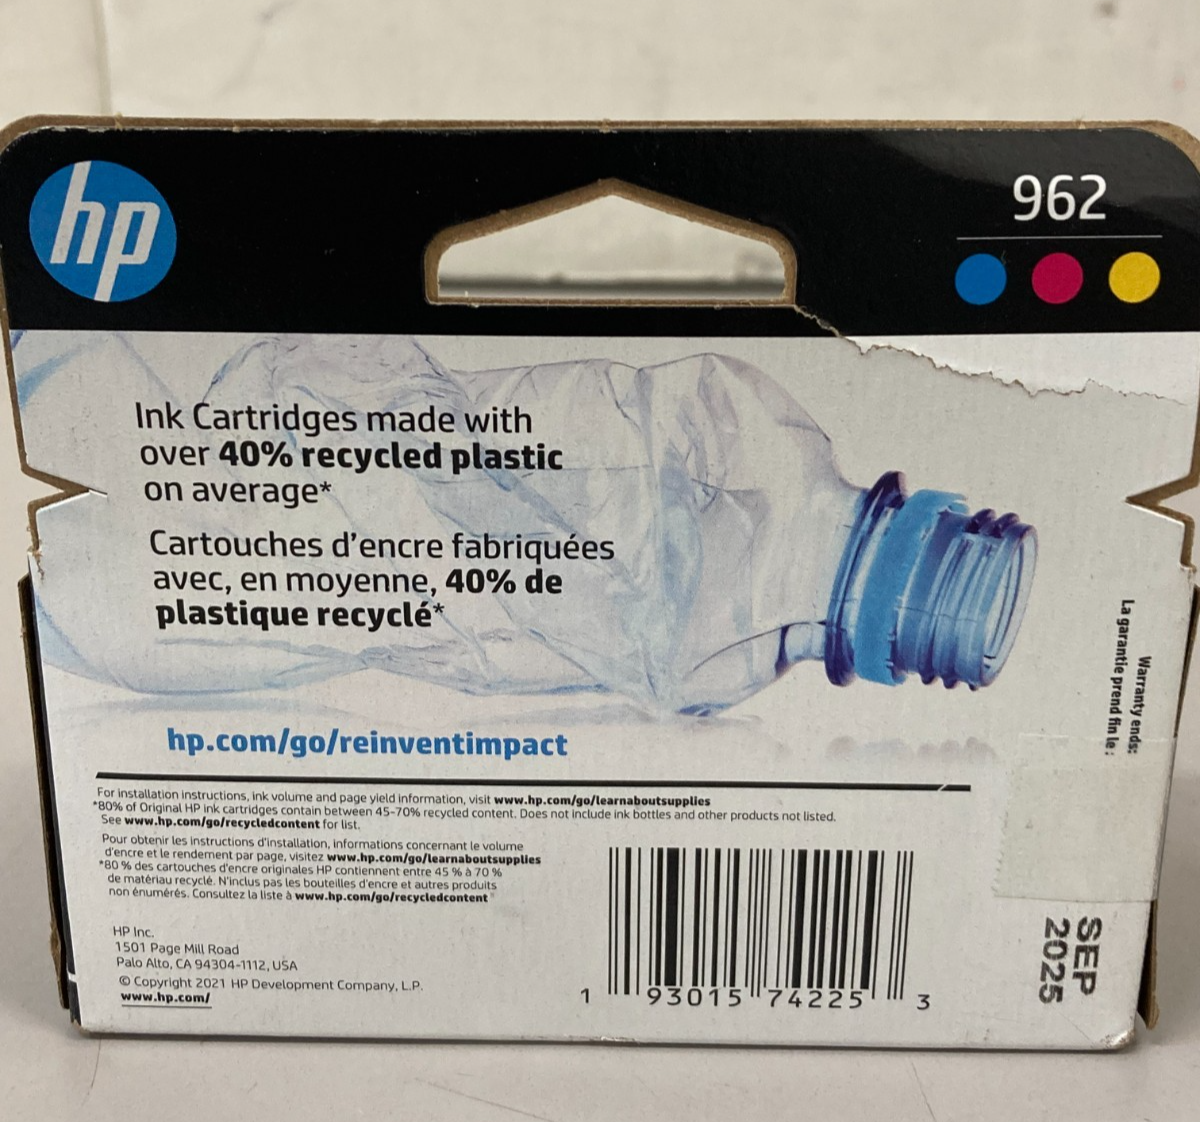 hp
962
Ink Cartridges made with
over 40% recycled plastic
on average*
Cartouches d'encre fabriquées
avec, en moyenne, 40% de
plastique recyclé*
hp.com/go/reinventimpact
For installation instructions, ink volume and page yield information, visit www.hp.com/go/learnaboutsupplies
*80% of Original HP ink cartridges contain between 45-70% recycled content. Does not include ink bottles and other products not listed.
See www.hp.com/go/recycledcontent for list.
Pour obtenir les instructions d'installation, informations concernant le volume
d'encre et le rendement par page, visitez www.hp.com/go/learnaboutsupplies
*80 % des cartouches d'encre originales HP contiennent entre 45 % à 70 %
de matériau recyclé. N'inclus pas les bouteilles d'encre et autres produits
non énumérés. Consultez la liste à www.hp.com/go/recycledcontent
HP Inc.
1501 Page Mill Road
Palo Alto, CA 94304-1112, USA
© Copyright 2021 HP Development Company, L.P.
www.hp.com/
1 93015 74225 3
Warranty ends:
La garantie prend fin le :
SEP
2025